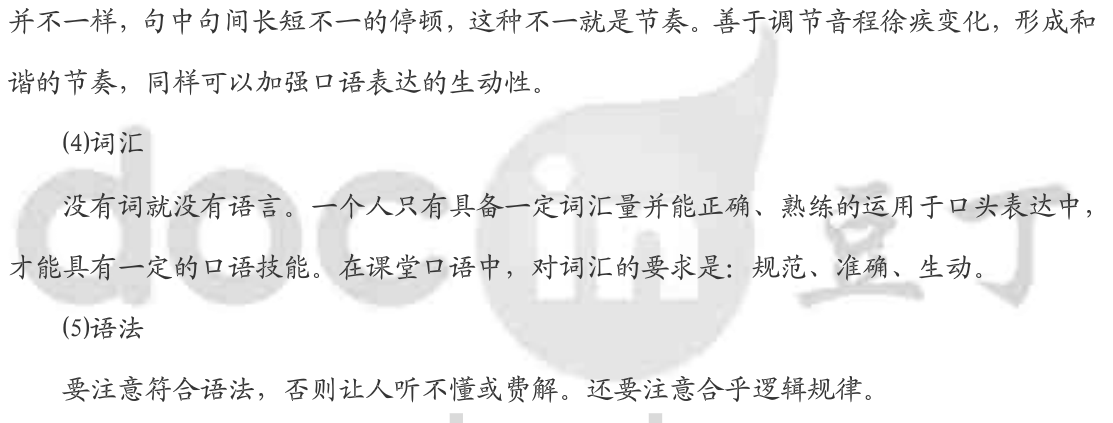 并不一样，句中句间长短不一的停顿，这种不一就是节奏。善于调节音程徐疾变化，形成和
谐的节奏，同样可以加强口语表达的生动性。
(4)词汇
没有词就没有语言。一个人只有具备一定词汇量并能正确、熟练的运用于口头表达中，
才能具有一定的口语技能。在课堂口语中，对词汇的要求是：规范、准确、生动。
(5)语法
要注意符合语法，否则让人听不懂或费解。还要注意合乎逻辑规律。
docin 豆丁